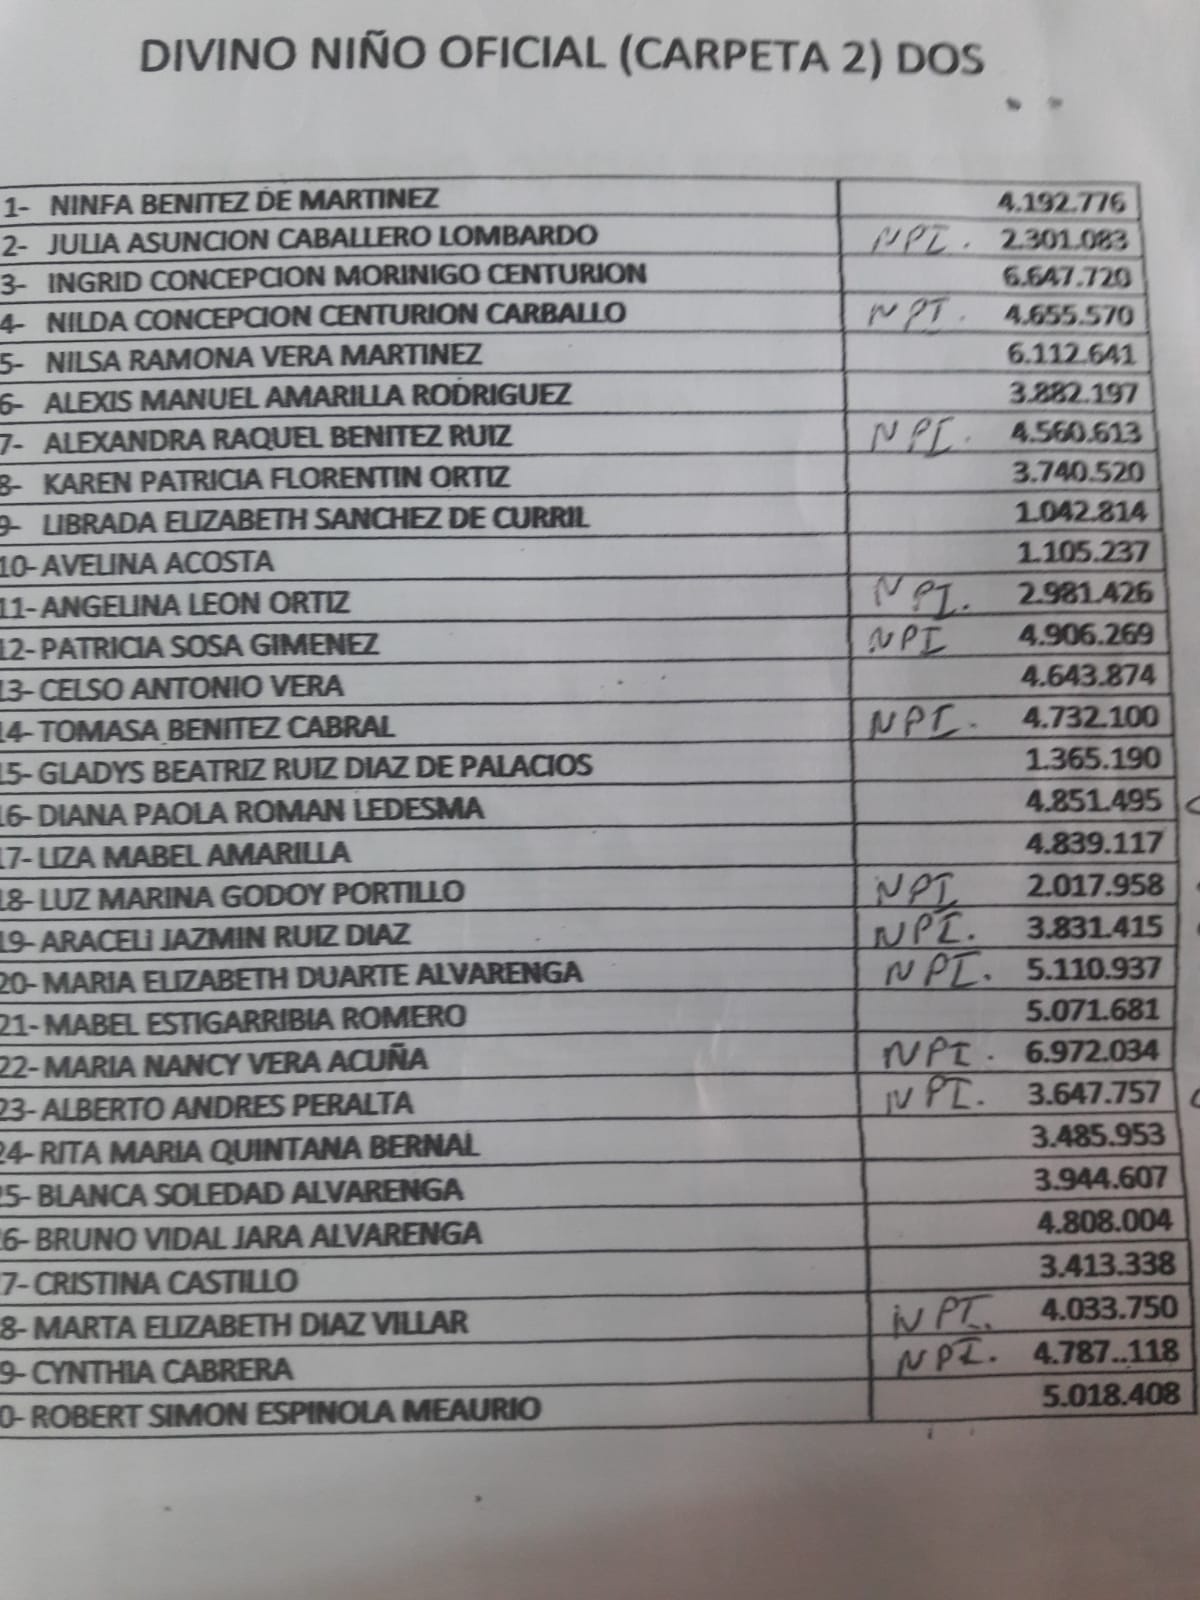 DIVINO NIÑO OFICIAL (CARPETA 2) DOS
1- NINFA BENITEZ DE MARTINEZ 4.192.776
2- JULIA ASUNCION CABALLERO LOMBARDO NPI. 2.301.083
3- INGRID CONCEPCION MORINIGO CENTURION 6.647.720
4- NILDA CONCEPCION CENTURION CARBALLO NPI. 4.655.570
5- NILSA RAMONA VERA MARTINEZ 6.112.641
6- ALEXIS MANUEL AMARILLA RODRIGUEZ 3.882.197
7- ALEXANDRA RAQUEL BENITEZ RUIZ NPI. 4.560.613
8- KAREN PATRICIA FLORENTIN ORTIZ 3.740.520
9- LIBRADA ELIZABETH SANCHEZ DE CURRIL 1.042.814
10- AVELINA ACOSTA 1.105.237
11- ANGELINA LEON ORTIZ NPI. 2.981.426
12- PATRICIA SOSA GIMENEZ NPI 4.906.269
13- CELSO ANTONIO VERA 4.643.874
14- TOMASA BENITEZ CABRAL NPI. 4.732.100
15- GLADYS BEATRIZ RUIZ DIAZ DE PALACIOS 1.365.190
16- DIANA PAOLA ROMAN LEDESMA 4.851.495
17- LIZA MABEL AMARILLA 4.839.117
18- LUZ MARINA GODOY PORTILLO NPI 2.017.958
19- ARACELI JAZMIN RUIZ DIAZ NPI. 3.831.415
20- MARIA ELIZABETH DUARTE ALVARENGA NPI. 5.110.937
21- MABEL ESTIGARRIBIA ROMERO 5.071.681
22- MARIA NANCY VERA ACUÑA NPI. 6.972.034
23- ALBERTO ANDRES PERALTA NPI. 3.647.757
24- RITA MARIA QUINTANA BERNAL 3.485.953
5- BLANCA SOLEDAD ALVARENGA 3.944.607
6- BRUNO VIDAL JARA ALVARENGA 4.808.004
7- CRISTINA CASTILLO 3.413.338
8- MARTA ELIZABETH DIAZ VILLAR NPI. 4.033.750
9- CYNTHIA CABRERA NPI. 4.787..118
0- ROBERT SIMON ESPINOLA MEAURIO 5.018.408